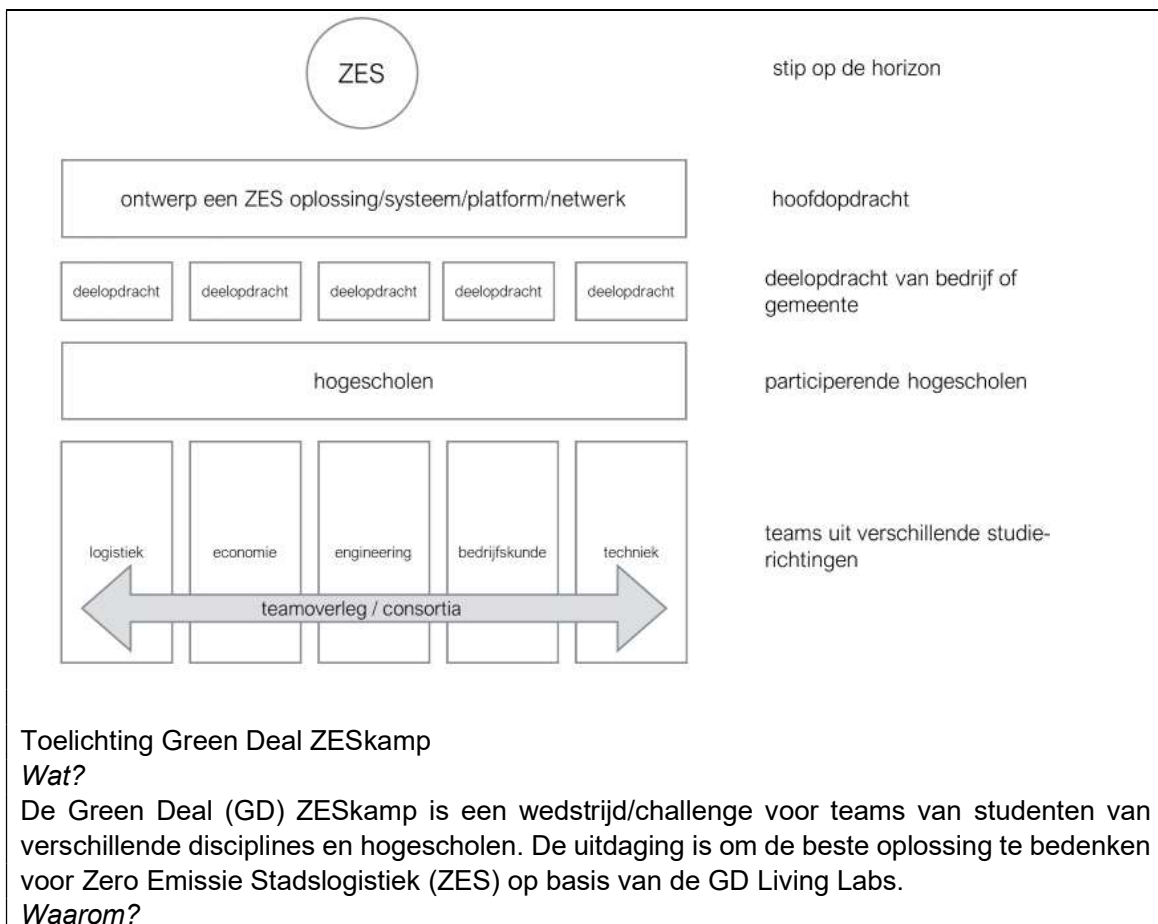 ZES
stip op de horizon
ontwerp een ZES oplossing/systeem/platform/netwerk
hoofdopdracht
deelopdracht deelopdracht deelopdracht deelopdracht deelopdracht
deelopdracht van bedrijf of
gemeente
hogescholen
participerende hogescholen
logistiek economie engineering bedrijfskunde techniek
teams uit verschillende studie-
richtingen
teamoverleg / consortia
Toelichting Green Deal ZESkamp
Wat?
De Green Deal (GD) ZESkamp is een wedstrijd/challenge voor teams van studenten van
verschillende disciplines en hogescholen. De uitdaging is om de beste oplossing te bedenken
voor Zero Emissie Stadslogistiek (ZES) op basis van de GD Living Labs.
Waarom?